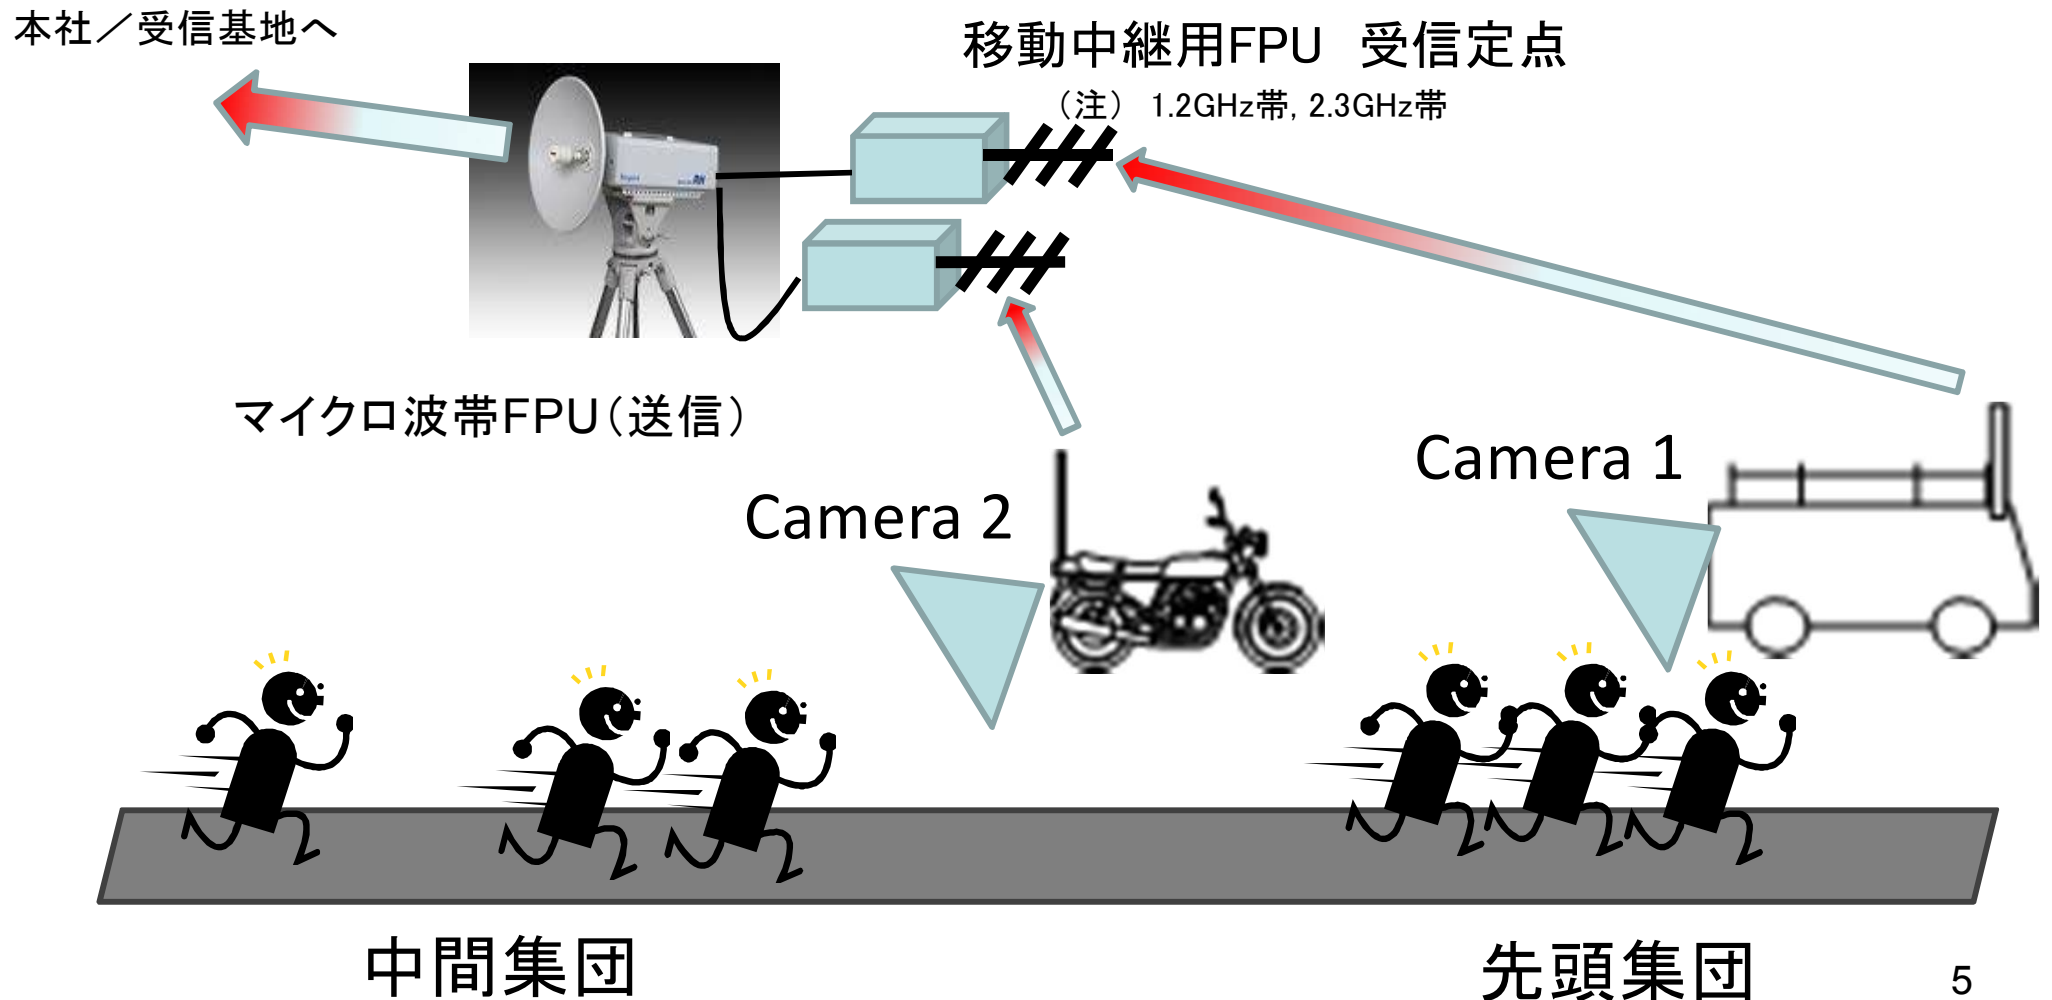 本社／受信基地へ
移動中継用FPU　受信定点
（注）　1.2GHz帯, 2.3GHz帯
マイクロ波帯FPU（送信）
Camera 1
Camera 2
中間集団
先頭集団
5